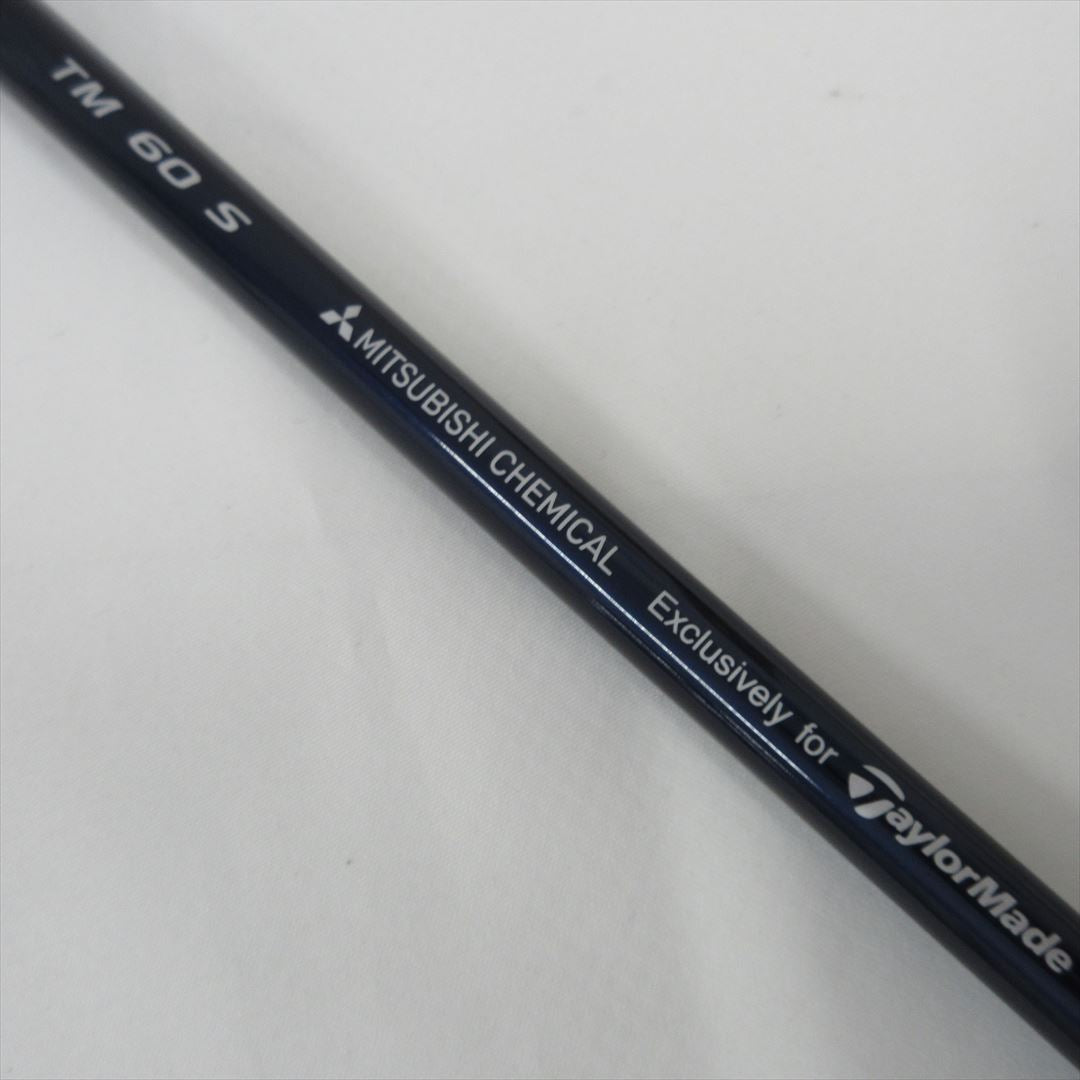 TM 60 S MITSUBISHI CHEMICAL Exclusively for TaylorMade